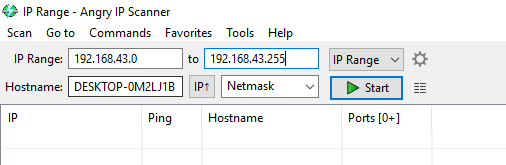 IP Range - Angry IP Scanner
Scan Go to Commands Favorites Tools Help
IP Range: 192.168.43.0 to 192.168.43.255 IP Range
Hostname: DESKTOP-0M2LJ1B IP↑ Netmask Start
IP Ping Hostname Ports [0+]